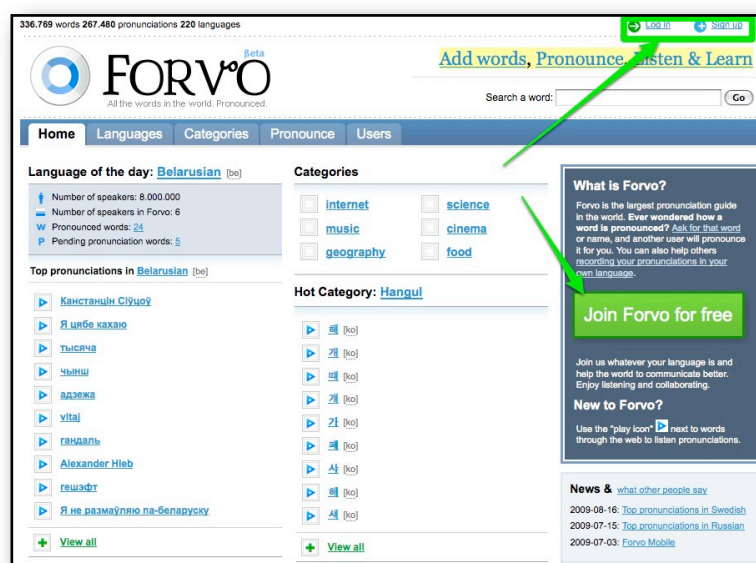 336.769 words 267.480 pronunciations 220 languages
Log in Sign up
FORVO
Beta
All the words in the world. Pronounced.
Add words, Pronounce, Listen & Learn
Search a word: Go
Home Languages Categories Pronounce Users
Language of the day: Belarusian [be]
Number of speakers: 8.000.000
Number of speakers in Forvo: 6
W Pronounced words: 24
P Pending pronunciation words: 5
Top pronunciations in Belarusian [be]
Канстанцін Сіўцоў
Я цябе кахаю
тысяча
чынш
адзежа
vitaj
гандаль
Alexander Hleb
гешэфт
Я не размаўляю па-беларуску
View all
Categories
internet science
music cinema
geography food
Hot Category: Hangul
해 [ko]
개 [ko]
때 [ko]
개 [ko]
가 [ko]
[ko]
사 [ko]
헤 [ko]
새 [ko]
View all
What is Forvo?
Forvo is the largest pronunciation guide
in the world. Ever wondered how a
word is pronounced? Ask for that word
or name, and another user will pronounce
it for you. You can also help others
recording your pronunciations in your
own language.
Join Forvo for free
Join us whatever your language is and
help the world to communicate better.
Enjoy listening and collaborating.
New to Forvo?
Use the "play icon" next to words
through the web to listen pronunciations.
News & what other people say
2009-08-16: Top pronunciations in Swedish
2009-07-15: Top pronunciations in Russian
2009-07-03: Forvo Mobile